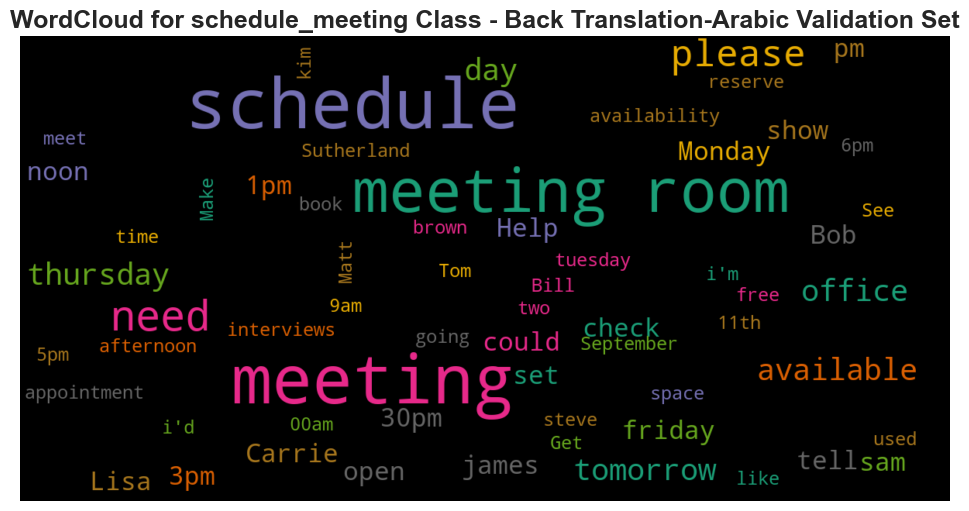 WordCloud for schedule_meeting Class - Back Translation-Arabic Validation Set
kim
day
please
pm
schedule
reserve
availability
show
meet
Sutherland
Monday
6pm
noon
Make
1pm
book
meeting room
See
time
brown
Help
Bob
thursday
Matt
Tom
tuesday
i'm
Bill
free
office
need
9am
two
interviews
going
could
check
September
11th
5pm
afternoon
meeting
set
available
appointment
space
i'd
00am
30pm
steve
Get
friday
used
Carrie
Lisa
3pm
open
james
tomorrow
like
tell
sam